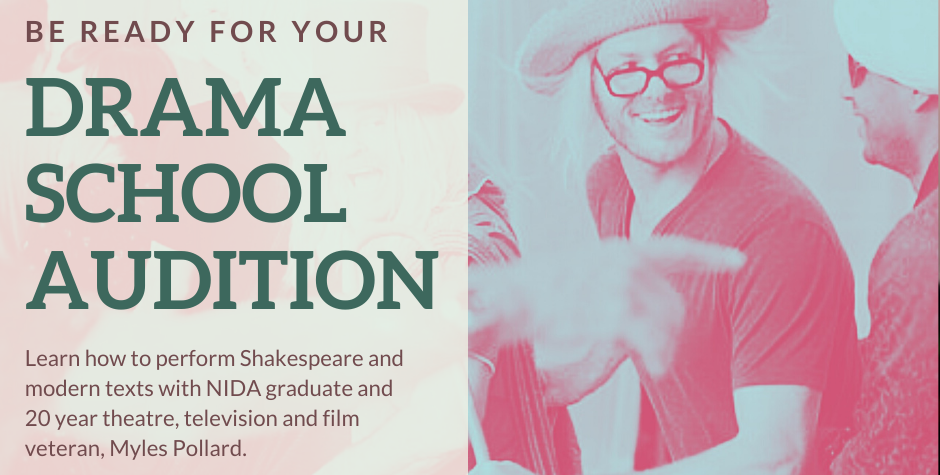 BE READY FOR YOUR
DRAMA
SCHOOL
AUDITION
Learn how to perform Shakespeare and
modern texts with NIDA graduate and
20 year theatre, television and film
veteran, Myles Pollard.